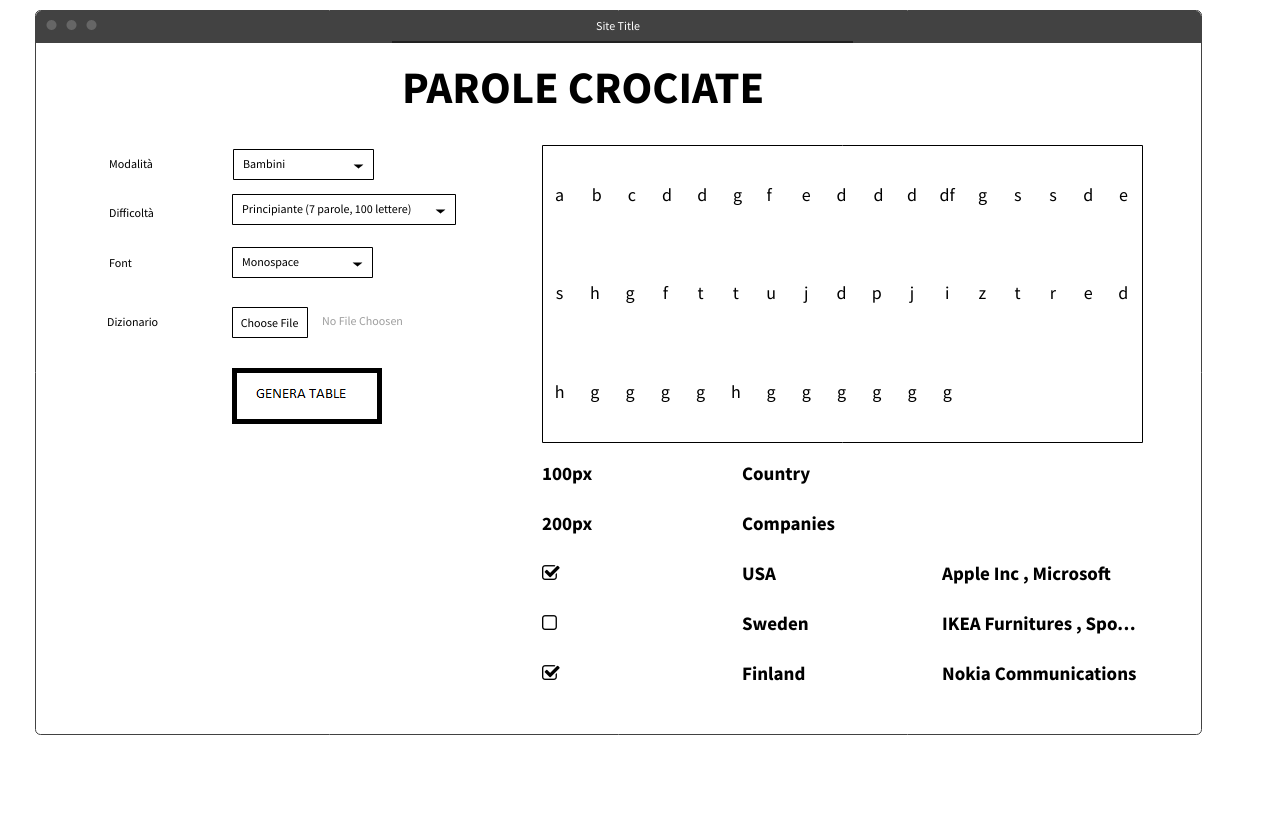 Site Title
PAROLE CROCIATE
Modalità
Bambini
Difficoltà
Principiante (7 parole, 100 lettere)
Font
Monospace
Dizionario
Choose File
No File Choosen
GENERA TABLE
a b c d d g f e d d d df g s s d e
s h g f t t u j d p j i z t r e d
h g g g g h g g g g g g
100px Country
200px Companies
USA Apple Inc , Microsoft
Sweden IKEA Furnitures , Spo...
Finland Nokia Communications